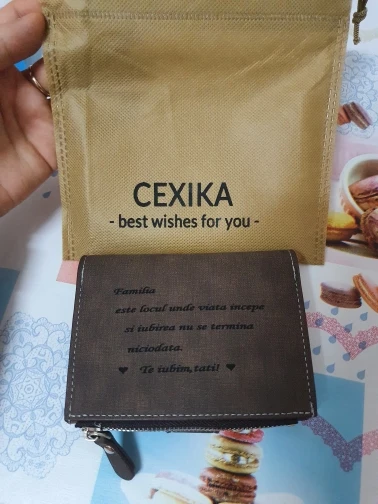 CEXIKA
- best wishes for you -
Familia
este locul unde viata incepe
si iubirea nu se termina
niciodata.
♥ Te iubim,tati! ♥